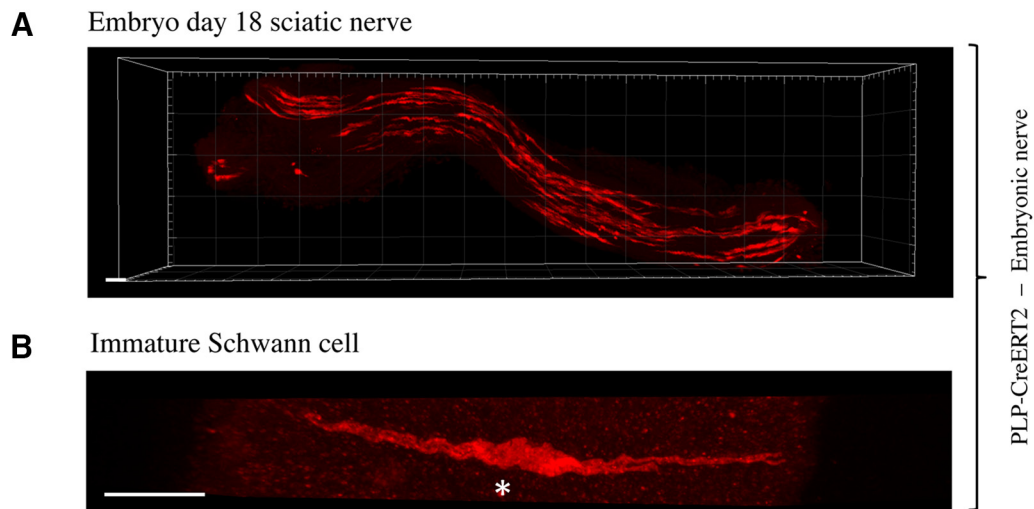 A
Embryo day 18 sciatic nerve
B
Immature Schwann cell
*
PLP-CreERT2 – Embryonic nerve